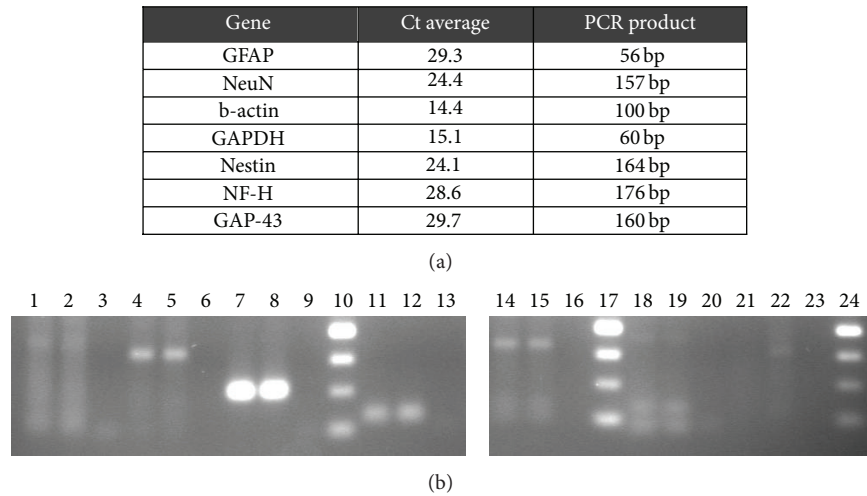 Gene Ct average PCR product
GFAP 29.3 56 bp
NeuN 24.4 157 bp
b-actin 14.4 100 bp
GAPDH 15.1 60 bp
Nestin 24.1 164 bp
NF-H 28.6 176 bp
GAP-43 29.7 160 bp
(a)
1 2 3 4 5 6 7 8 9 10 11 12 13 14 15 16 17 18 19 20 21 22 23 24
(b)